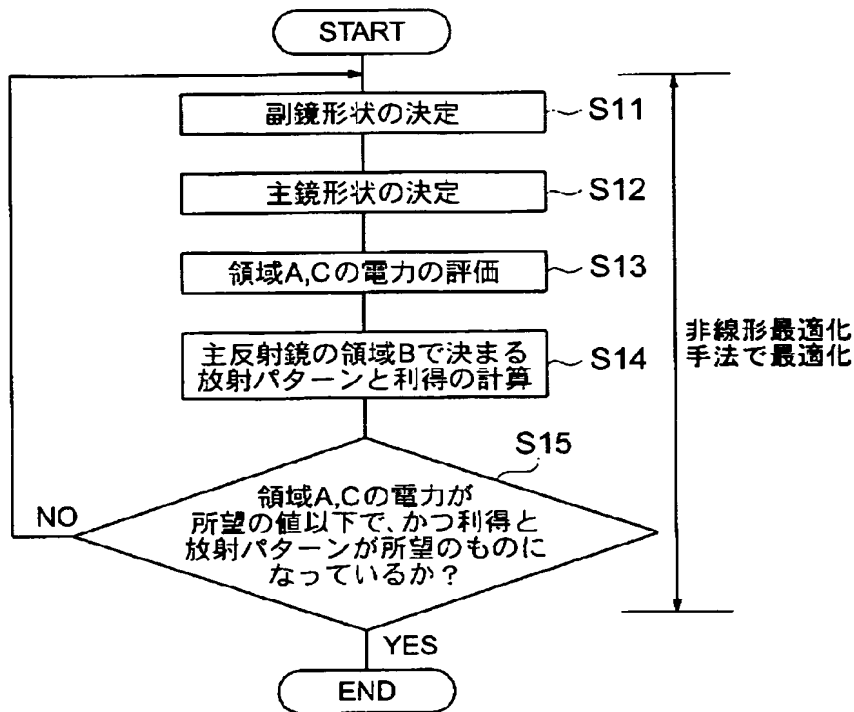 START
副鏡形状の決定
S11
主鏡形状の決定
S12
領域A,Cの電力の評価
S13
主反射鏡の領域Bで決まる
放射パターンと利得の計算
S14
非線形最適化
手法で最適化
S15
領域A,Cの電力が
所望の値以下で、かつ利得と
放射パターンが所望のものに
なっているか？
NO
YES
END